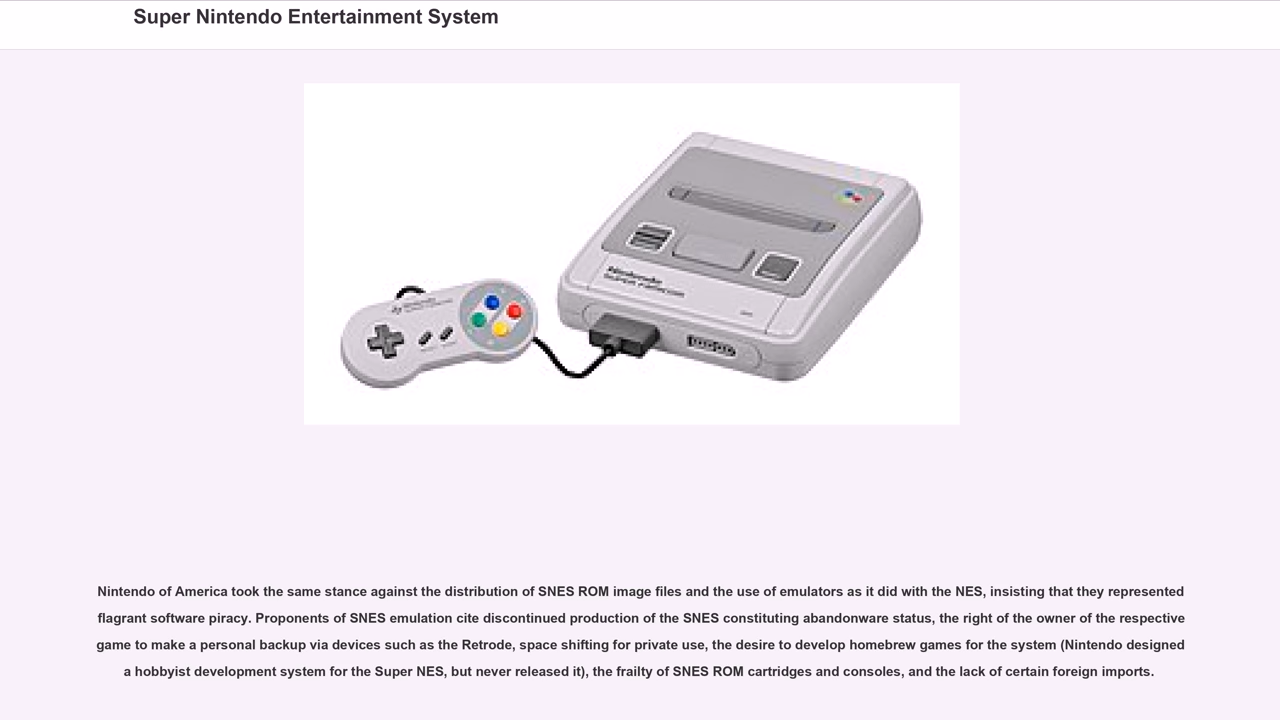 Super Nintendo Entertainment System
Nintendo
Nintendo
Nintendo of America took the same stance against the distribution of SNES ROM image files and the use of emulators as it did with the NES, insisting that they represented
flagrant software piracy. Proponents of SNES emulation cite discontinued production of the SNES constituting abandonware status, the right of the owner of the respective
game to make a personal backup via devices such as the Retrode, space shifting for private use, the desire to develop homebrew games for the system (Nintendo designed
a hobbyist development system for the Super NES, but never released it), the frailty of SNES ROM cartridges and consoles, and the lack of certain foreign imports.